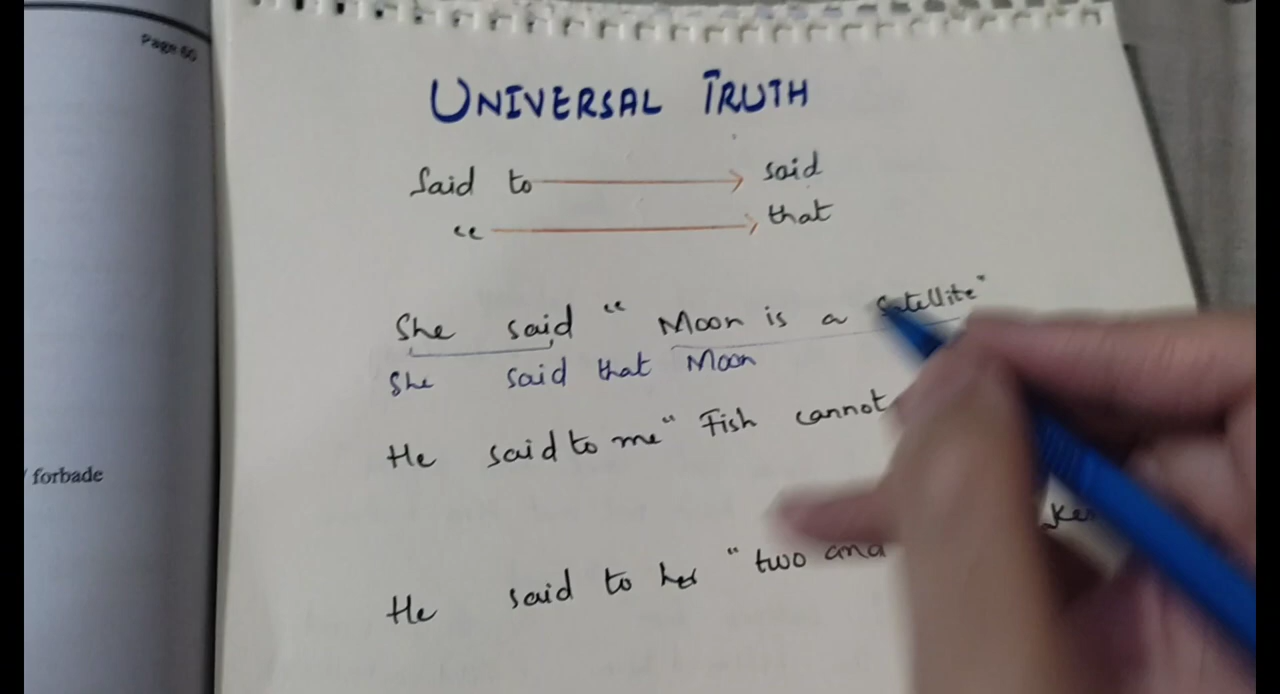 Page 60
/ forbade
UNIVERSAL TRUTH
Said to → said
“ → that
She said “ Moon is a Satellite”
She said that Moon
He said to me “ Fish cannot
He said to her “ two and